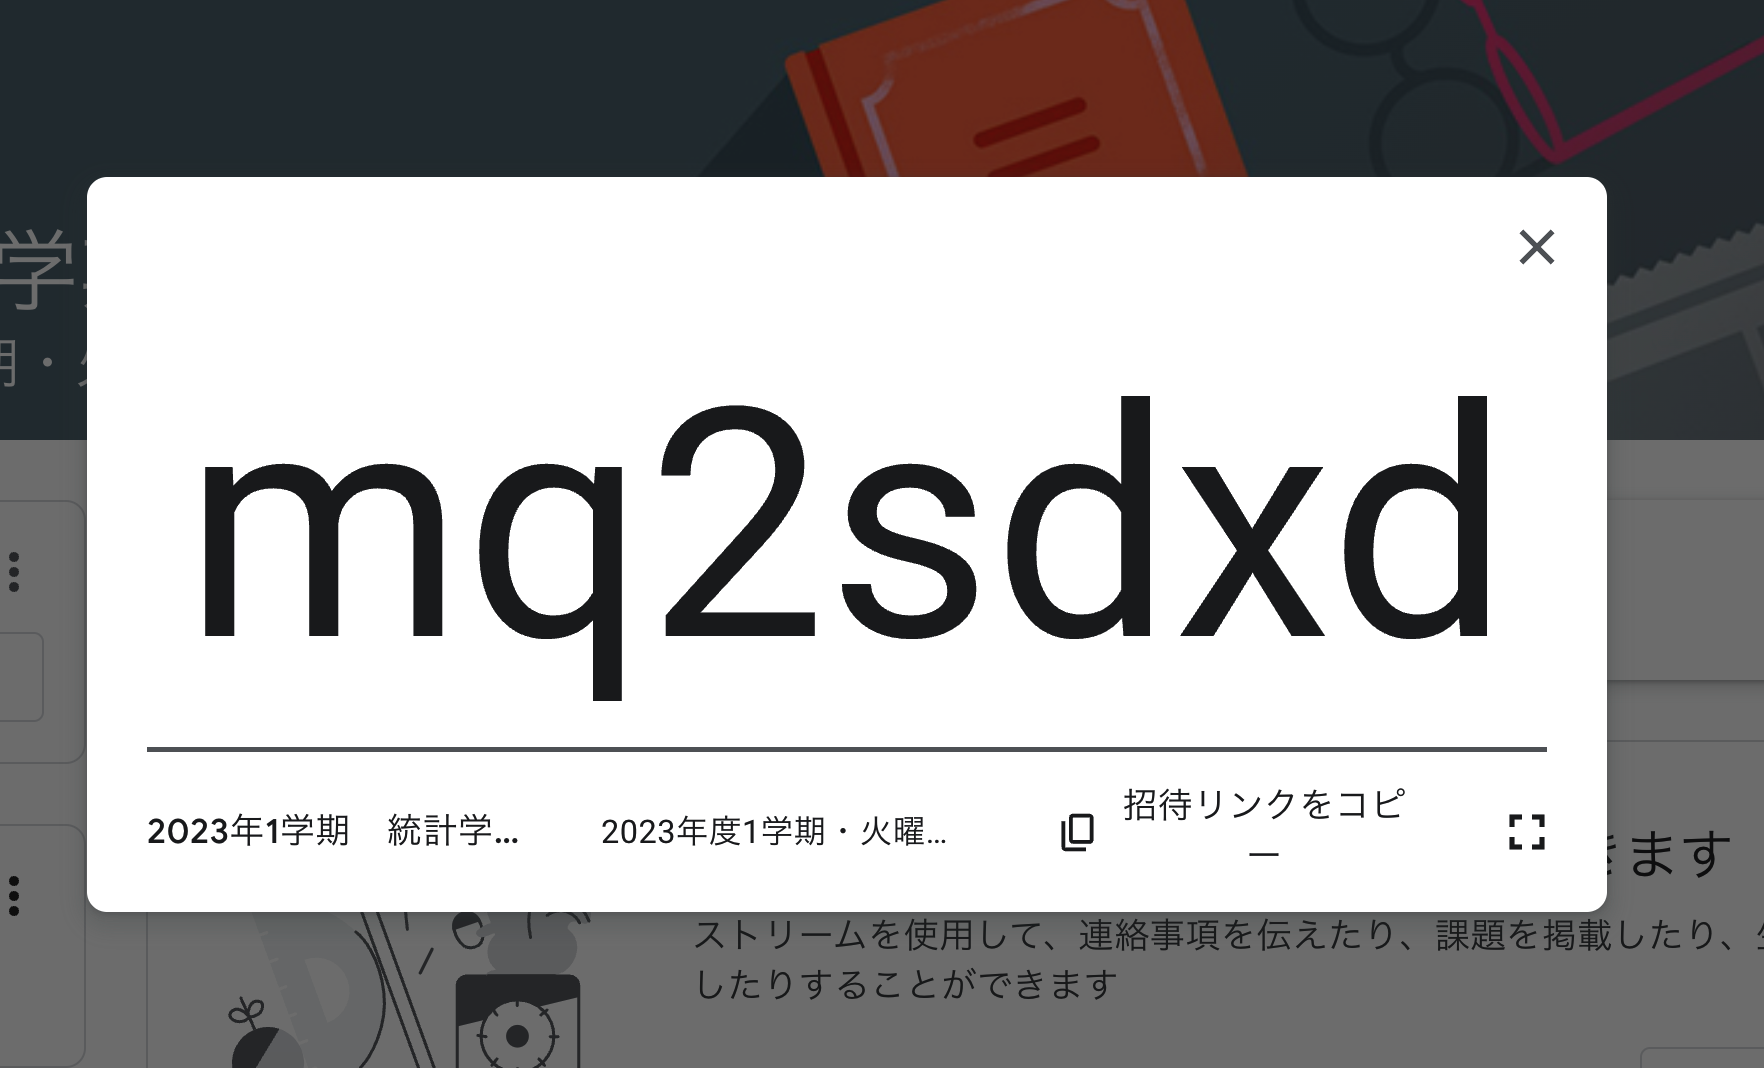 学
期・火
mq2sdxd
2023年1学期　統計学…
2023年度1学期・火曜…
招待リンクをコピ
ー
きます
ストリームを使用して、連絡事項を伝えたり、課題を掲載したり、
したりすることができます